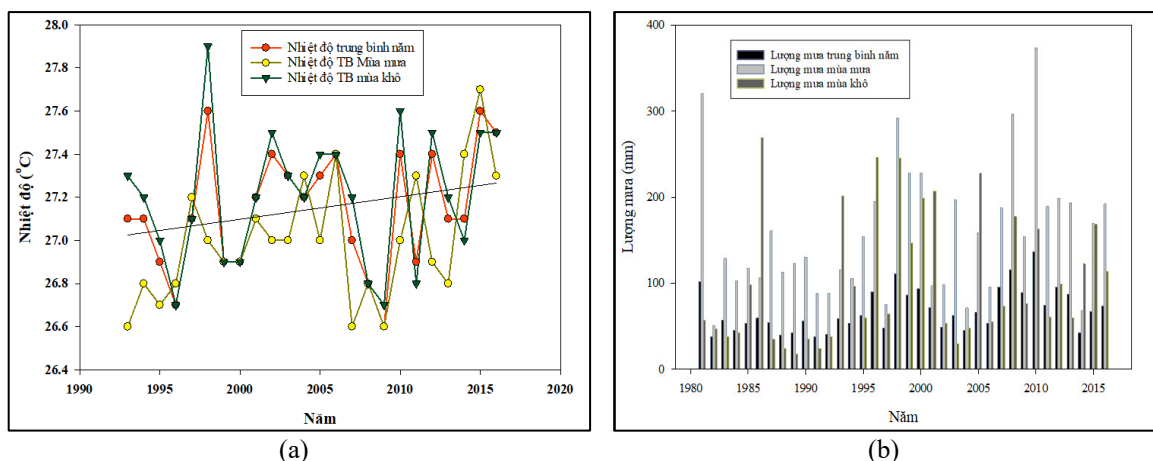 28.0
27.8
27.6
27.4
27.2
27.0
26.8
26.6
26.4
Nhiệt độ (°C)
Nhiệt độ trung bình năm
Nhiệt độ TB Mùa mưa
Nhiệt độ TB mùa khô
1990 1995 2000 2005 2010 2015 2020
Năm
(a)
400
300
200
100
0
Lượng mưa (mm)
Lượng mưa trung bình năm
Lượng mưa mùa mưa
Lượng mưa mùa khô
1980 1985 1990 1995 2000 2005 2010 2015
Năm
(b)